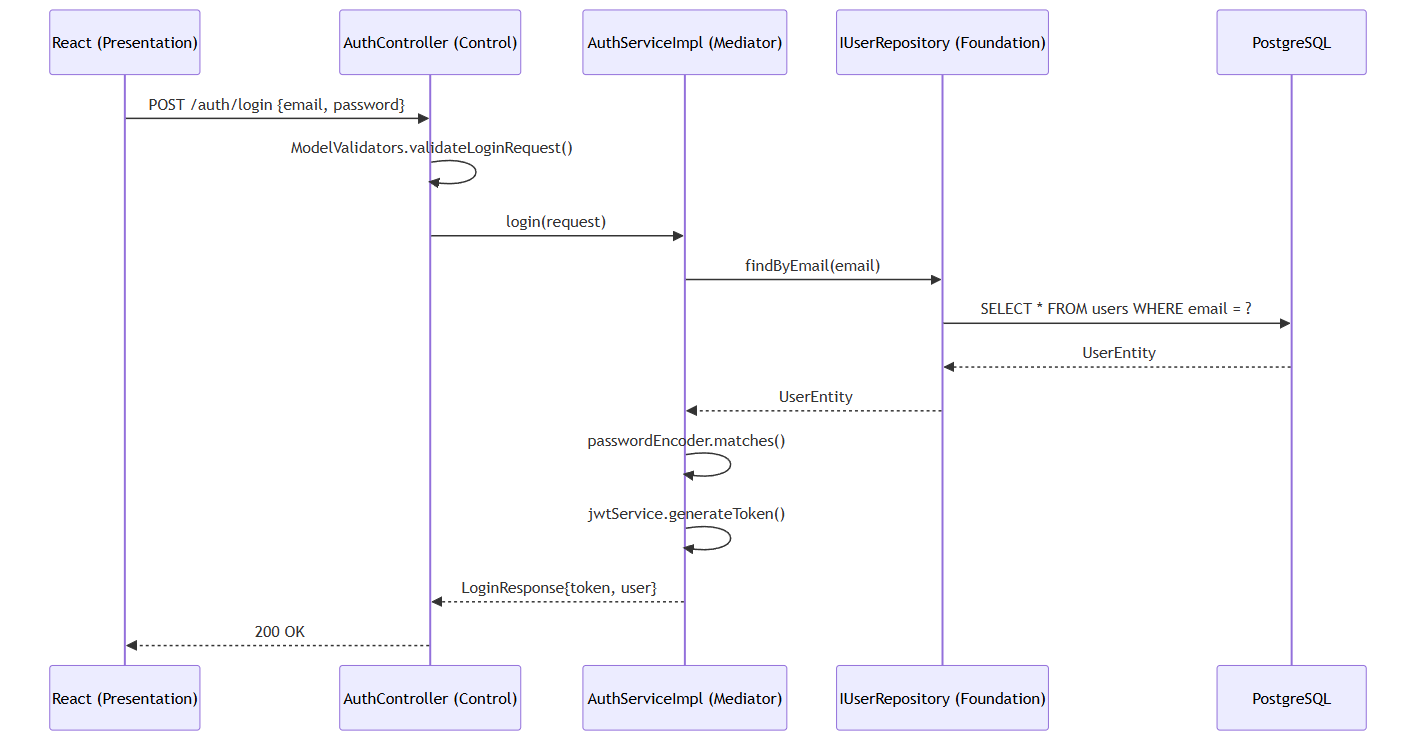 React (Presentation)
AuthController (Control)
AuthServiceImpl (Mediator)
IUserRepository (Foundation)
PostgreSQL
POST /auth/login {email, password}
ModelValidators.validateLoginRequest()
login(request)
findByEmail(email)
SELECT * FROM users WHERE email = ?
UserEntity
UserEntity
passwordEncoder.matches()
jwtService.generateToken()
LoginResponse{token, user}
200 OK
React (Presentation)
AuthController (Control)
AuthServiceImpl (Mediator)
IUserRepository (Foundation)
PostgreSQL